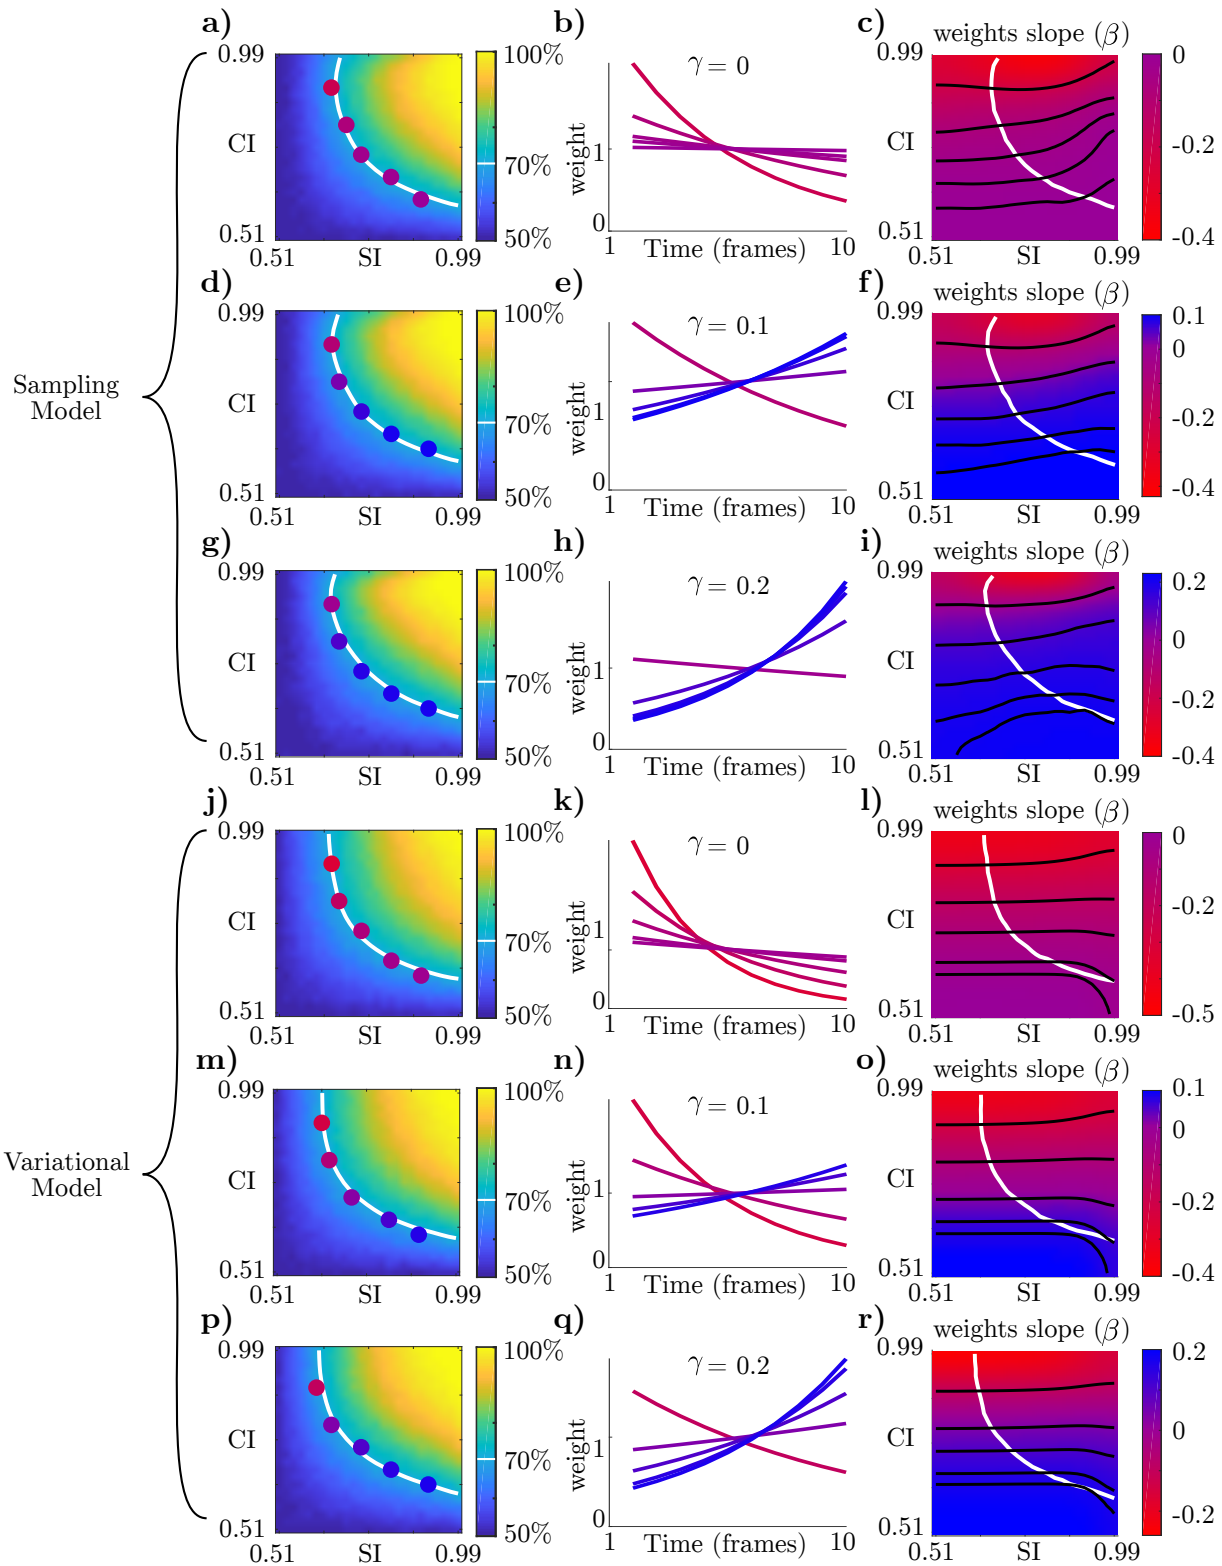 a)
0.99
CI
0.51
0.51
SI
0.99
100%
70%
50%
b)
γ = 0
weight
1
0
Time (frames)
10
c)
weights slope (β)
0.99
CI
0.51
0.51
SI
0.99
0
-0.2
-0.4
d)
0.99
CI
0.51
0.51
SI
0.99
100%
70%
50%
e)
γ = 0.1
weight
1
0
1
Time (frames)
10
f)
weights slope (β)
0.99
CI
0.51
0.51
SI
0.99
0.1
0
-0.2
-0.4
Sampling
Model
g)
0.99
CI
0.51
0.51
SI
0.99
100%
70%
50%
h)
γ = 0.2
weight
1
0
1
Time (frames)
10
i)
weights slope (β)
0.99
CI
0.51
0.51
SI
0.99
0.2
0
-0.2
-0.4
j)
0.99
CI
0.51
0.51
SI
0.99
100%
70%
50%
k)
γ = 0
weight
1
0
1
Time (frames)
10
l)
weights slope (β)
0.99
CI
0.51
0.51
SI
0.99
0
-0.2
-0.5
m)
0.99
CI
0.51
0.51
SI
0.99
100%
70%
50%
n)
γ = 0.1
weight
1
0
1
Time (frames)
10
o)
weights slope (β)
0.99
CI
0.51
0.51
SI
0.99
0.1
0
-0.2
-0.4
Variational
Model
p)
0.99
CI
0.51
0.51
SI
0.99
100%
70%
50%
q)
γ = 0.2
weight
1
0
1
Time (frames)
10
r)
weights slope (β)
0.99
CI
0.51
0.51
SI
0.99
0.2
0
-0.2